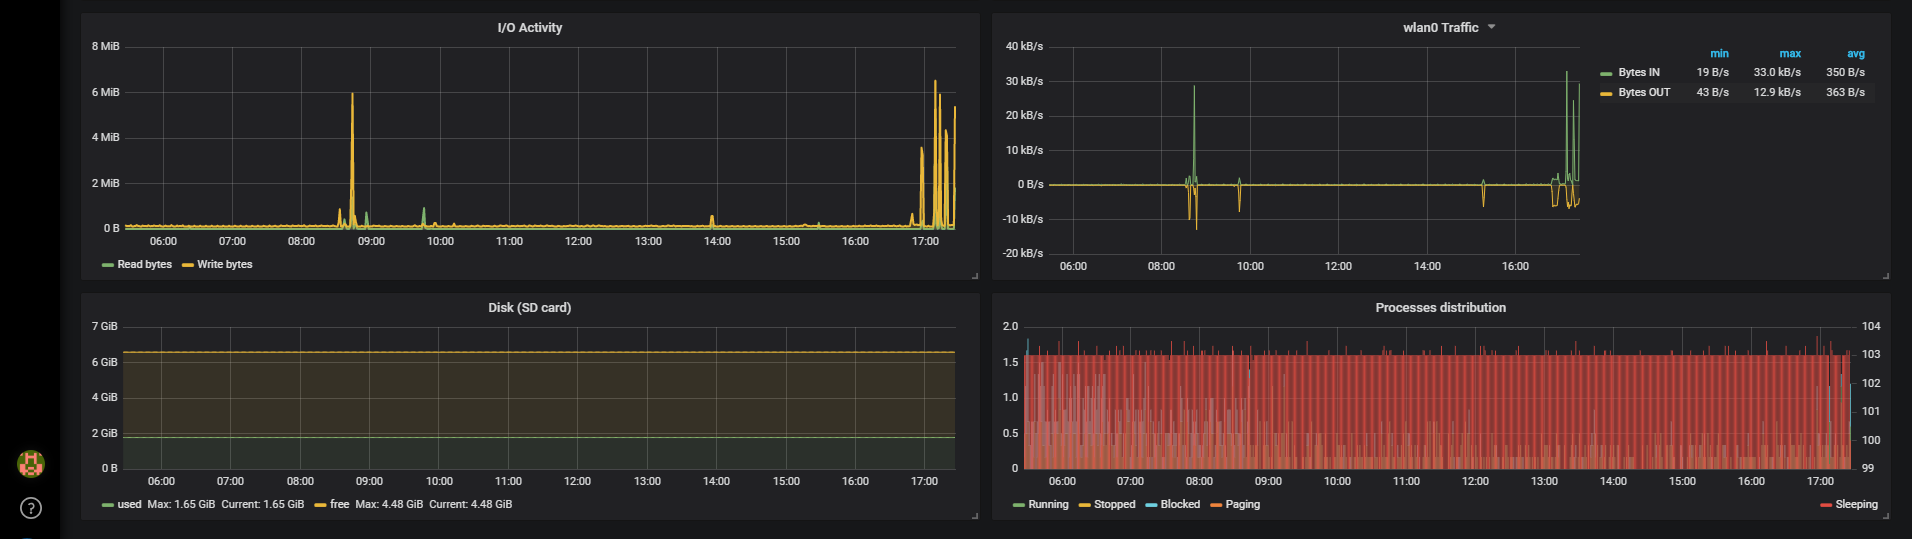 I/O Activity
8 MiB
6 MiB
4 MiB
2 MiB
0 B
06:00 07:00 08:00 09:00 10:00 11:00 12:00 13:00 14:00 15:00 16:00 17:00
Read bytes Write bytes
wlan0 Traffic
40 kB/s
30 kB/s
20 kB/s
10 kB/s
0 B/s
-10 kB/s
-20 kB/s
06:00 08:00 10:00 12:00 14:00 16:00
min max avg
Bytes IN 19 B/s 33.0 kB/s 350 B/s
Bytes OUT 43 B/s 12.9 kB/s 363 B/s
Disk (SD card)
7 GiB
6 GiB
4 GiB
2 GiB
0 B
06:00 07:00 08:00 09:00 10:00 11:00 12:00 13:00 14:00 15:00 16:00 17:00
used Max: 1.65 GiB Current: 1.65 GiB free Max: 4.48 GiB Current: 4.48 GiB
Processes distribution
2.0 104
1.5 103
102
1.0
101
0.5 100
0 99
06:00 07:00 08:00 09:00 10:00 11:00 12:00 13:00 14:00 15:00 16:00 17:00
Running Stopped Blocked Paging Sleeping
?